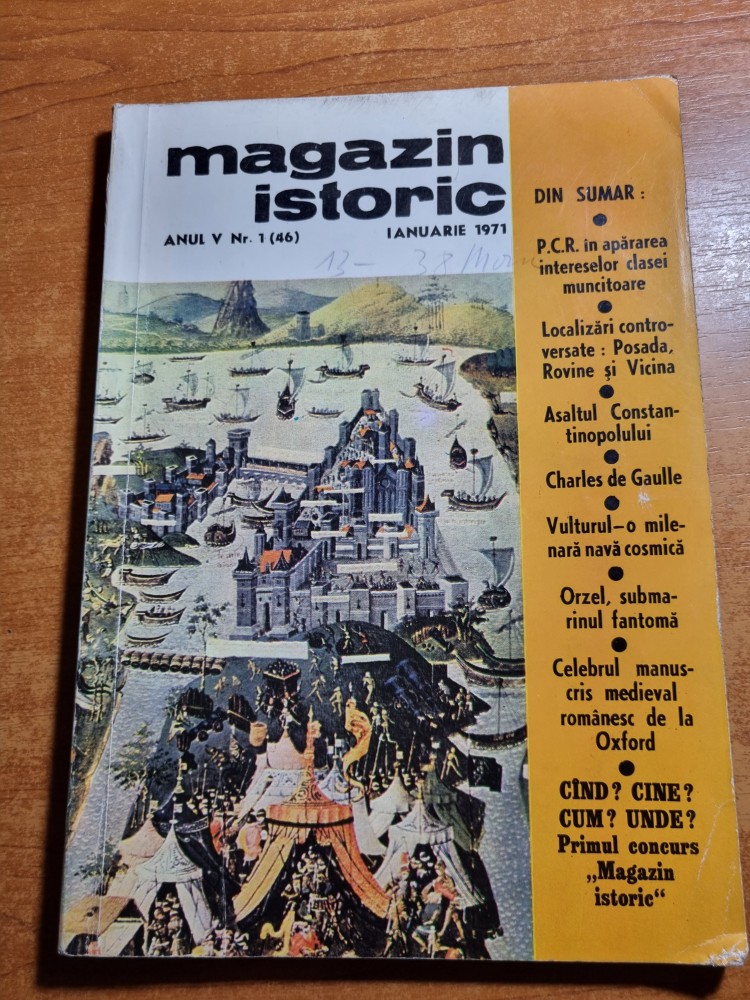 magazin
istoric
ANUL V Nr. 1 (46) IANUARIE 1971
13 - 38
DIN SUMAR :
P.C.R. în apărarea
intereselor clasei
muncitoare
Localizări contro-
versate : Posada,
Rovine și Vicina
Asaltul Constan-
tinopolului
Charles de Gaulle
Vulturul-o mile-
nară navă cosmică
Orzel, subma-
rinul fantomă
Celebrul manus-
cris medieval
românesc de la
Oxford
CÎND? CINE?
CUM? UNDE?
Primul concurs
„Magazin
istoric“